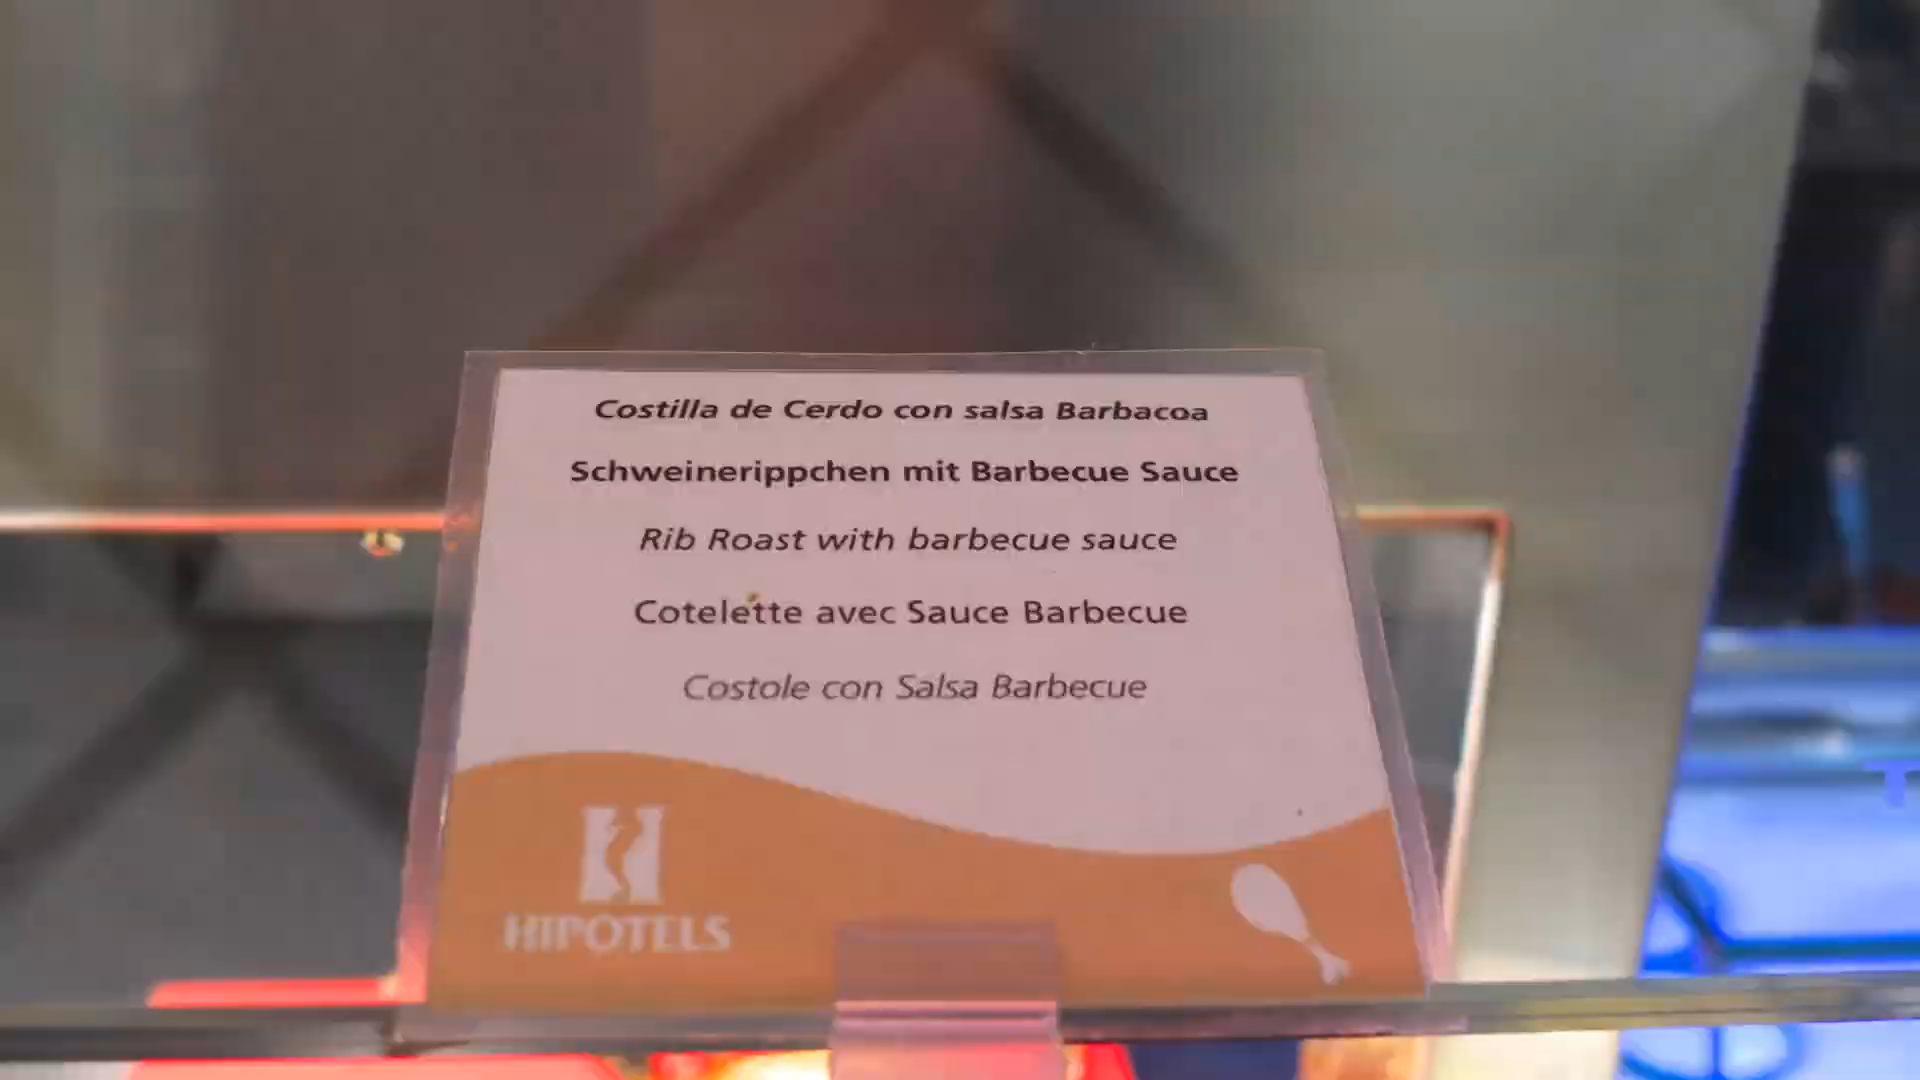 Costilla de Cerdo con salsa Barbacoa
Schweinerippchen mit Barbecue Sauce
Rib Roast with barbecue sauce
Cotelette avec Sauce Barbecue
Costole con Salsa Barbecue
HIPOTELS